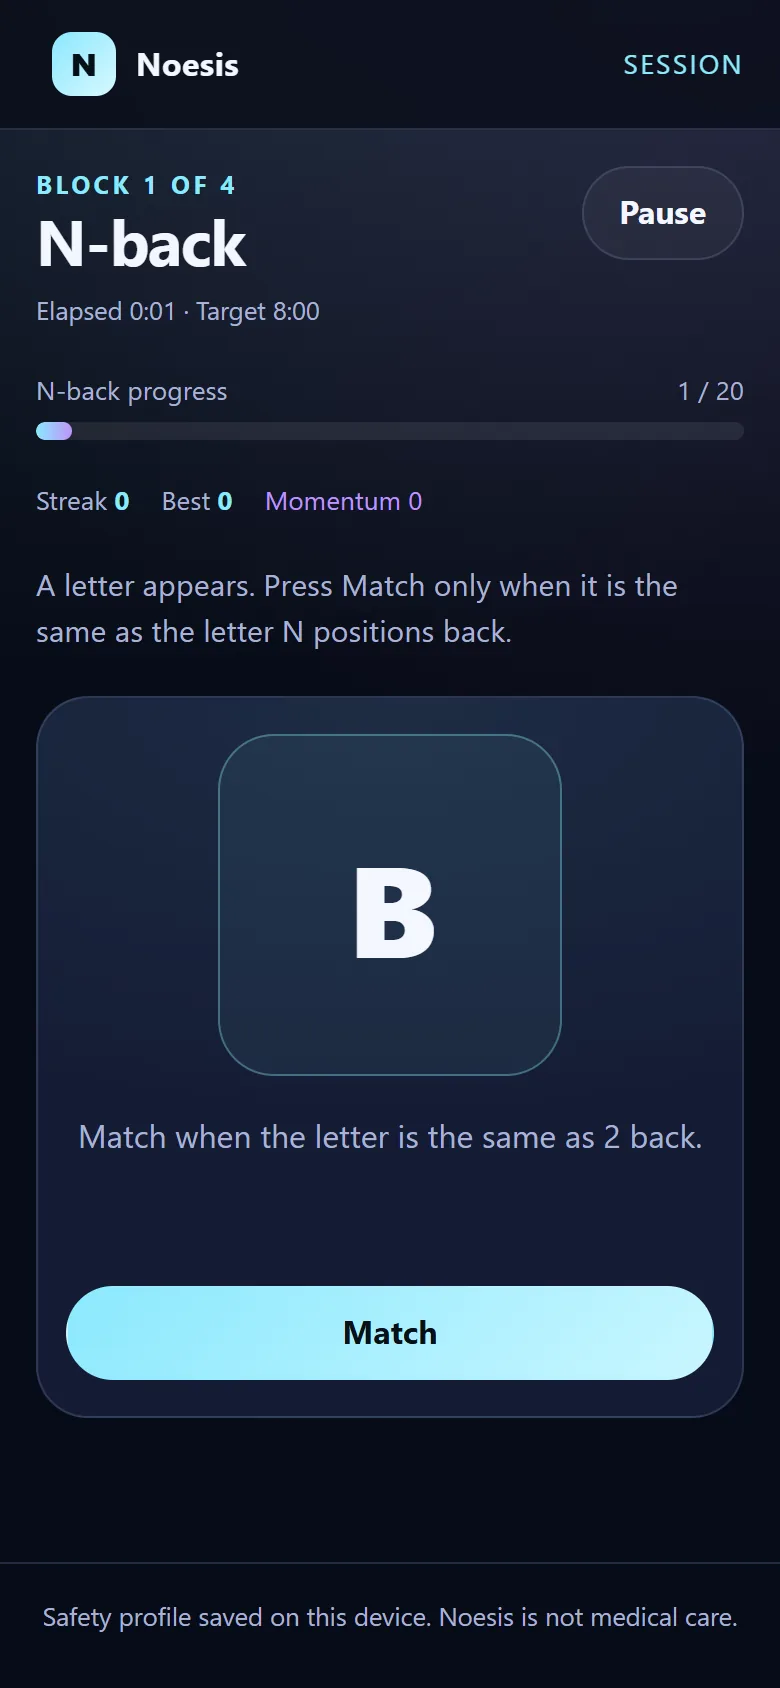 N Noesis SESSION
BLOCK 1 OF 4
N-back
Pause
Elapsed 0:01 · Target 8:00
N-back progress 1 / 20
Streak 0 Best 0 Momentum 0
A letter appears. Press Match only when it is the
same as the letter N positions back.
B
Match when the letter is the same as 2 back.
Match
Safety profile saved on this device. Noesis is not medical care.